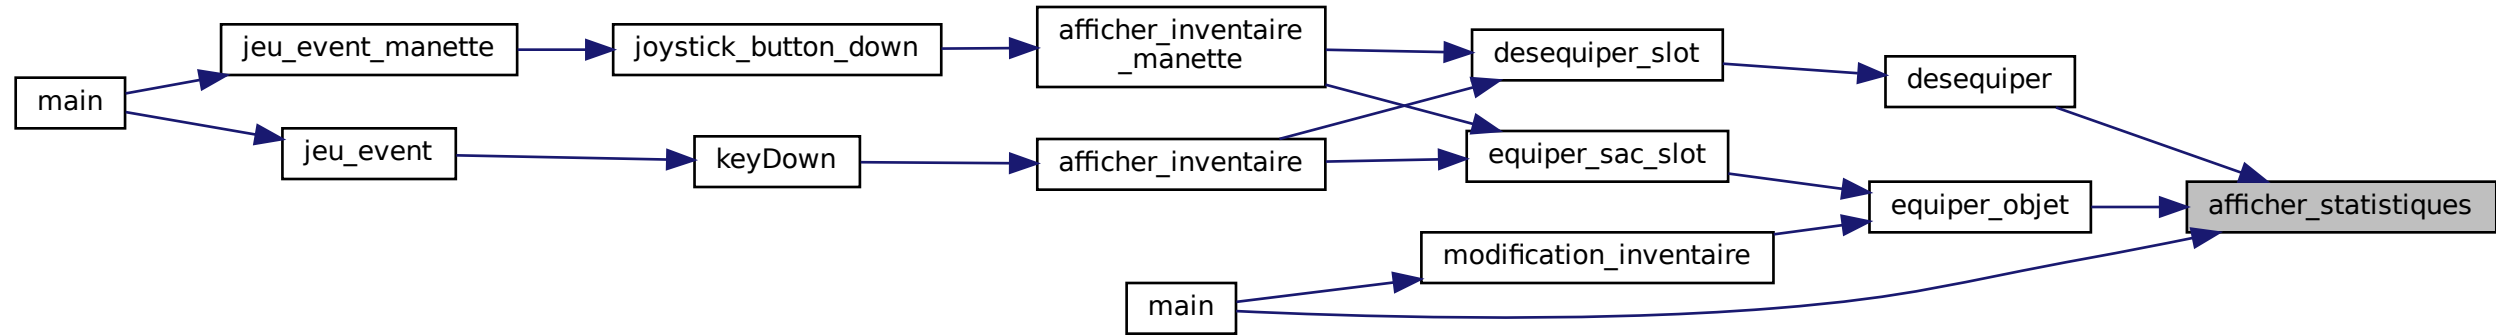 main
jeu_event_manette
jeu_event
joystick_button_down
keyDown
afficher_inventaire
_manette
afficher_inventaire
main
desequiper_slot
equiper_sac_slot
modification_inventaire
desequiper
equiper_objet
afficher_statistiques